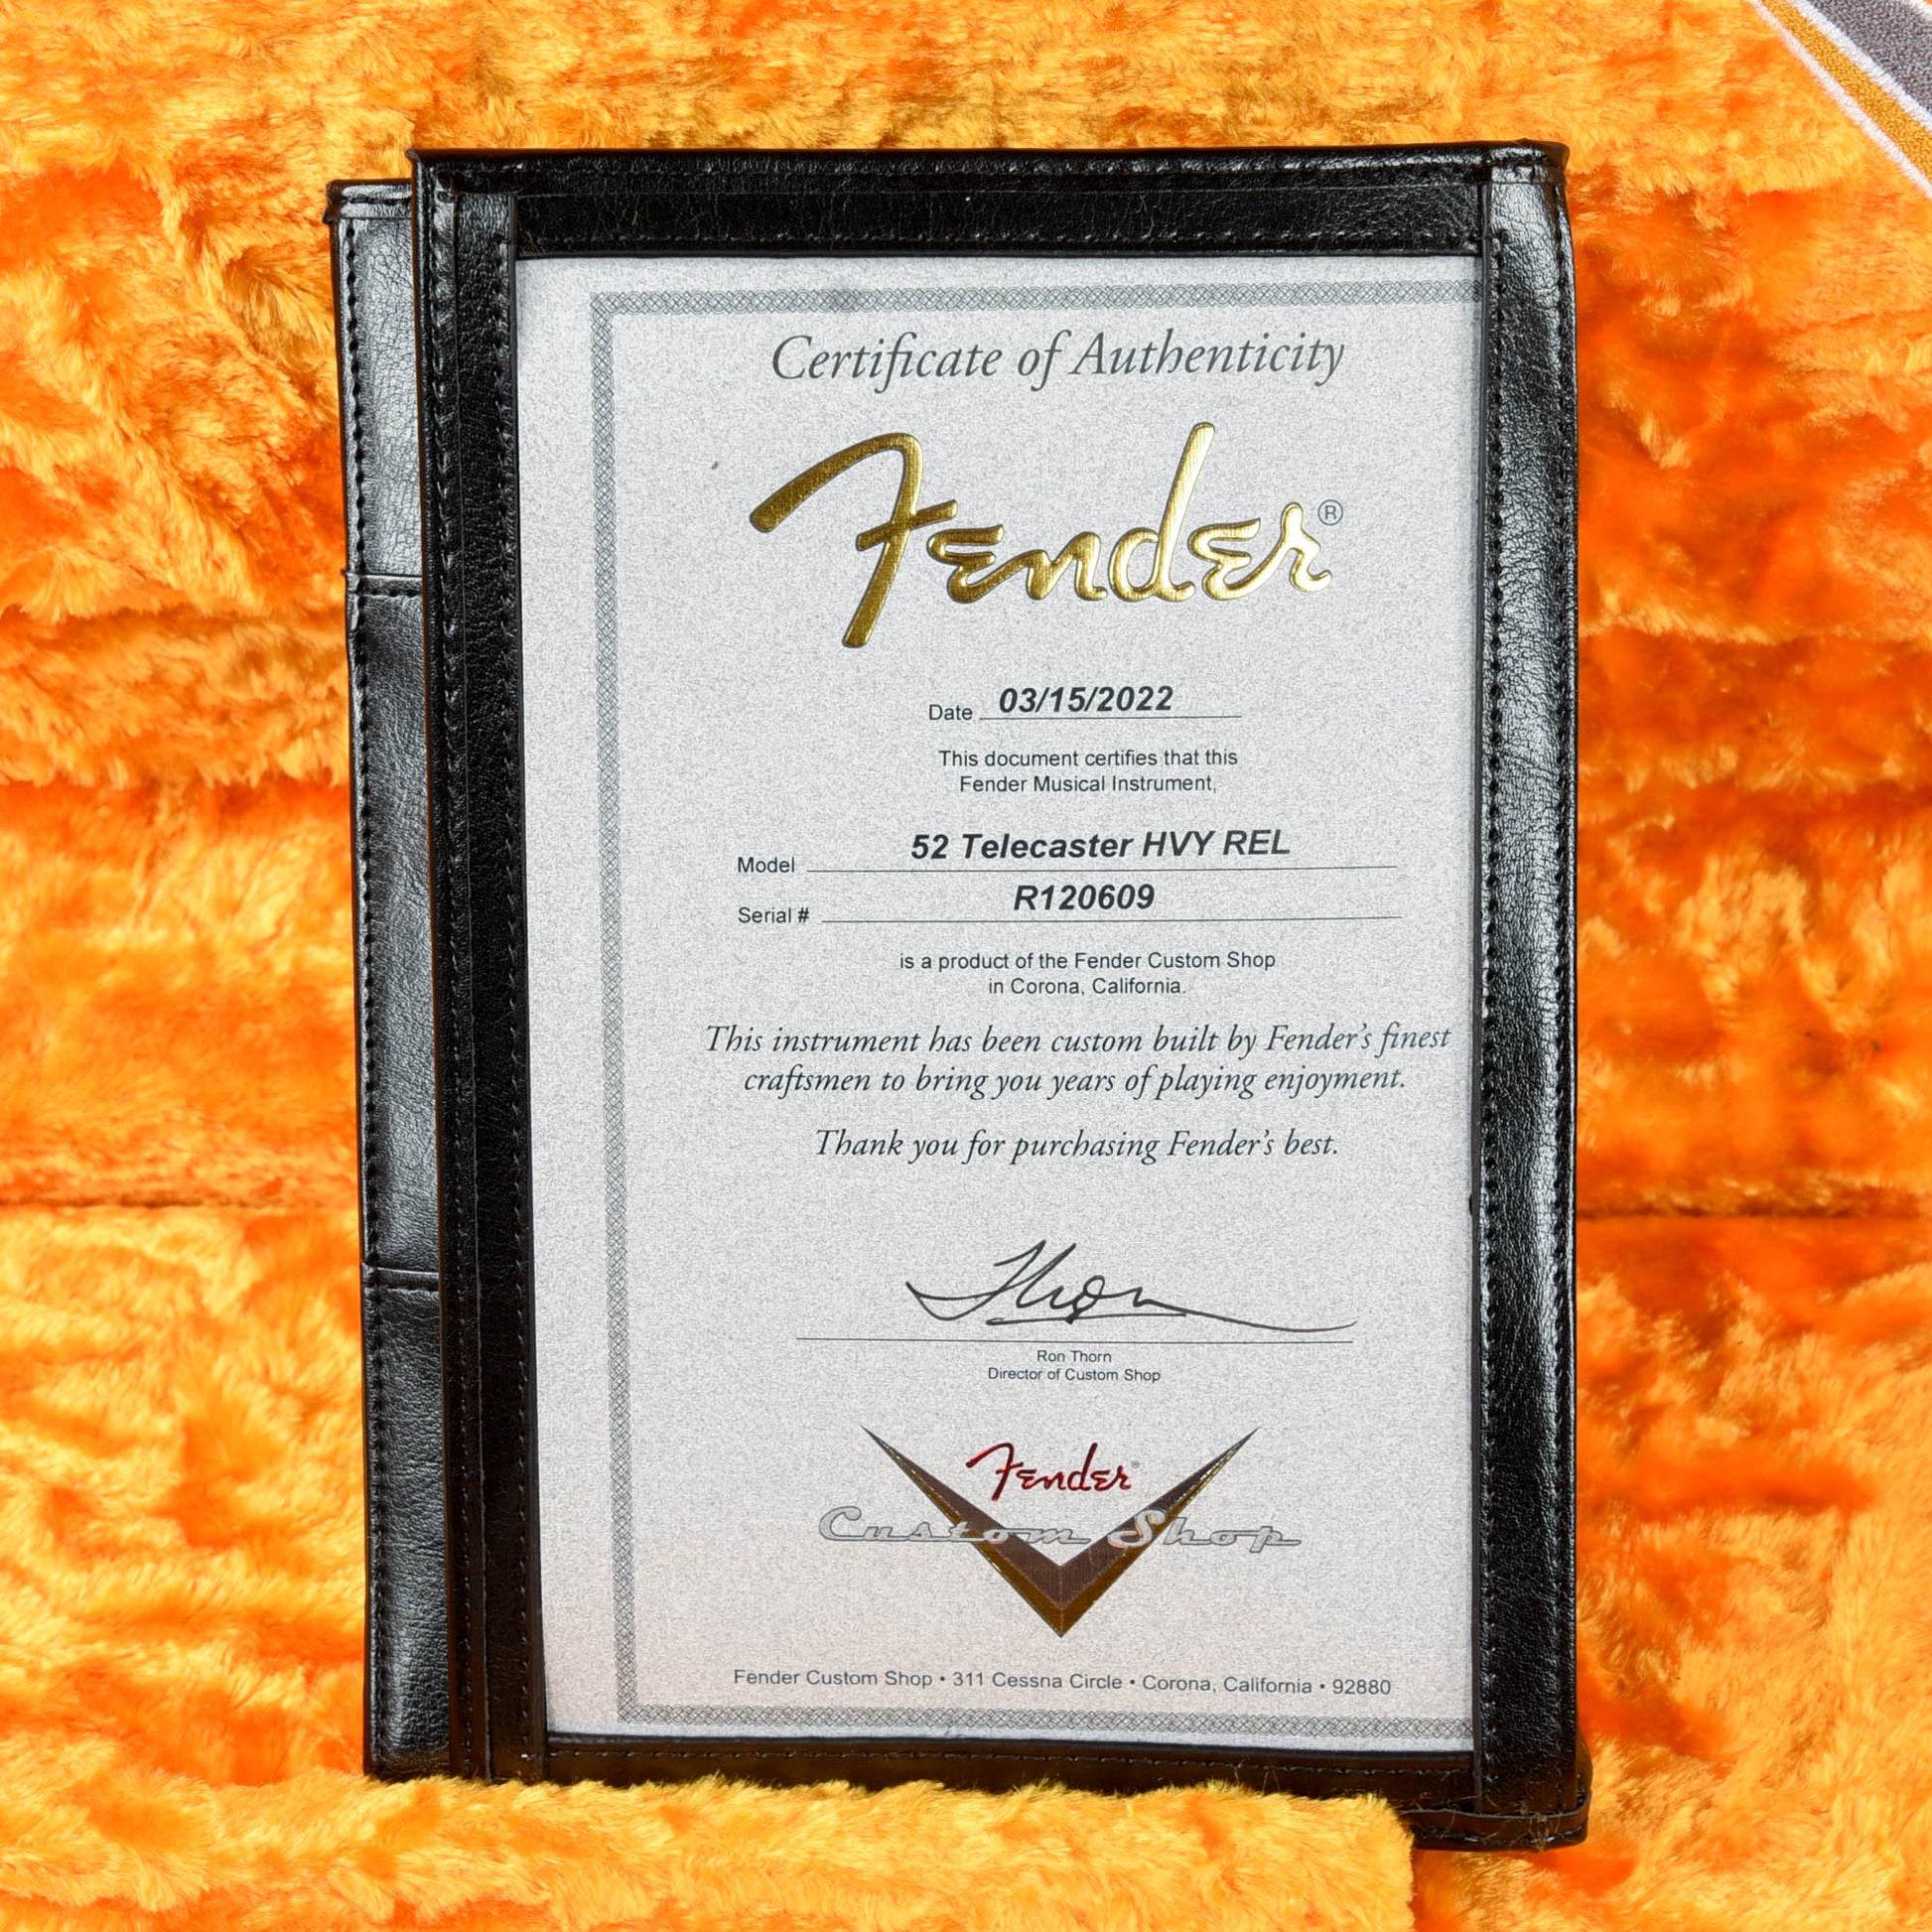 Certificate of Authenticity
Fender®
Date 03/15/2022
This document certifies that this
Fender Musical Instrument,
Model 52 Telecaster HVY REL
Serial # R120609
is a product of the Fender Custom Shop
in Corona, California.
This instrument has been custom built by Fender's finest
craftsmen to bring you years of playing enjoyment.
Thank you for purchasing Fender's best.
Thorn
Ron Thorn
Director of Custom Shop
Fender®
Custom Shop
Fender Custom Shop • 311 Cessna Circle • Corona, California • 92880